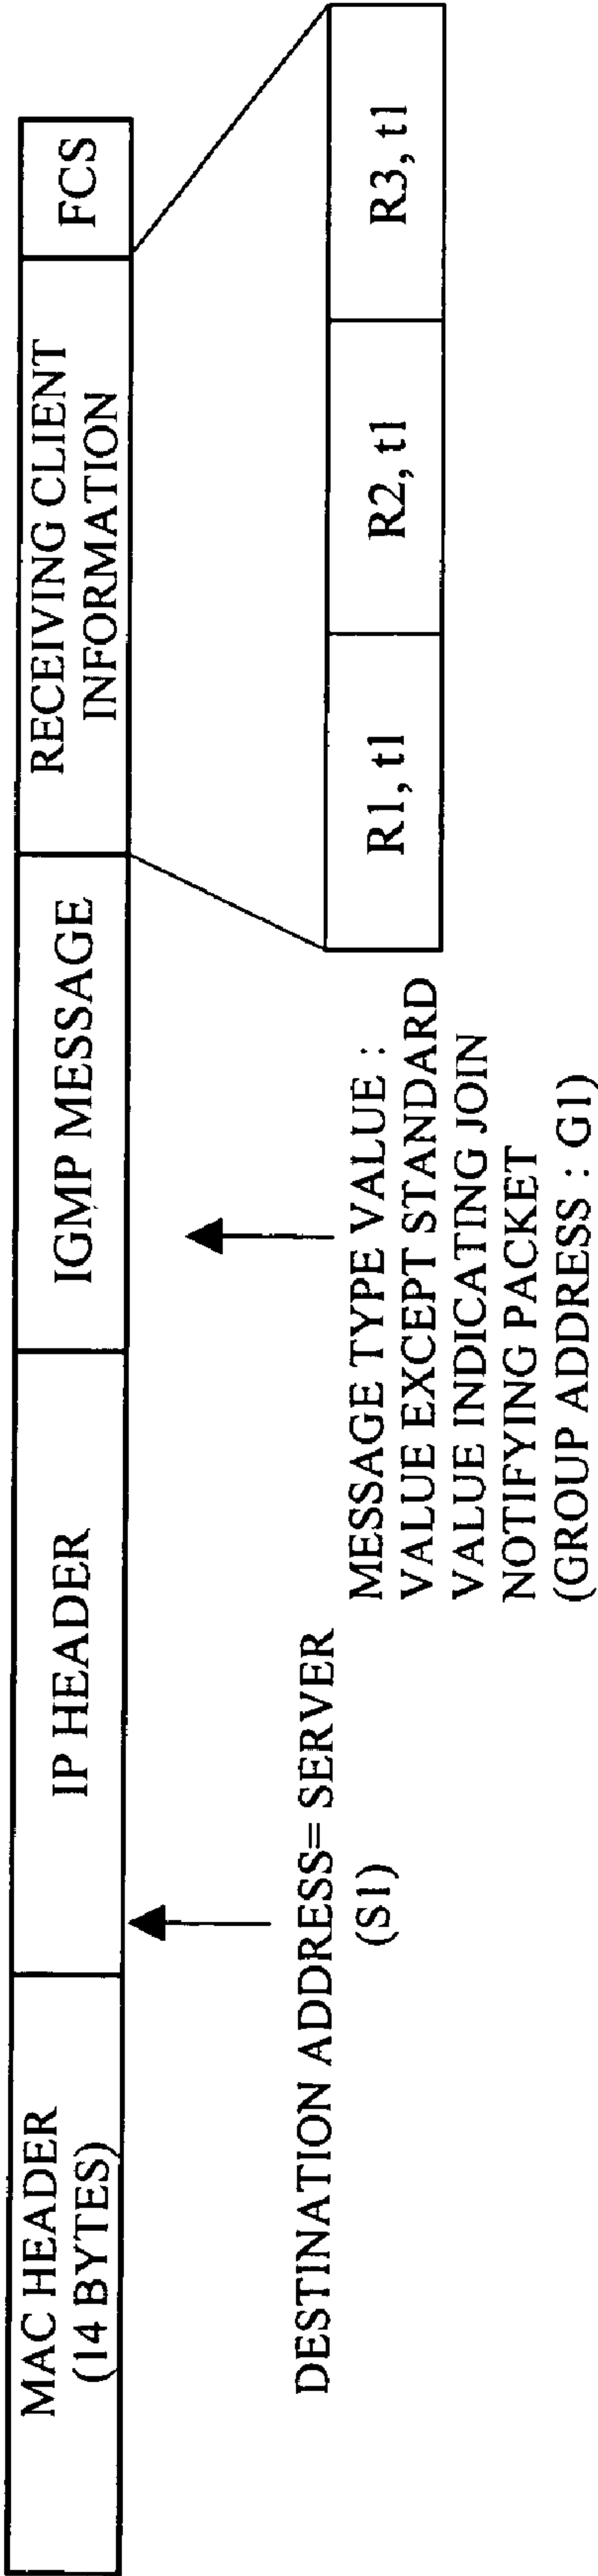 MAC HEADER
(14 BYTES)
IP HEADER
IGMP MESSAGE
RECEIVING CLIENT
INFORMATION
FCS
DESTINATION ADDRESS= SERVER
(S1)
MESSAGE TYPE VALUE :
VALUE EXCEPT STANDARD
VALUE INDICATING JOIN
NOTIFYING PACKET
(GROUP ADDRESS : G1)
R1, t1
R2, t1
R3, t1